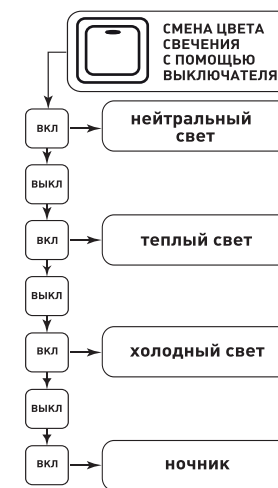 СМЕНА ЦВЕТА
СВЕЧЕНИЯ
С ПОМОЩЬЮ
ВЫКЛЮЧАТЕЛЯ
ВКЛ
нейтральный
свет
ВЫКЛ
ВКЛ
теплый свет
ВЫКЛ
ВКЛ
холодный свет
ВЫКЛ
ВКЛ
ночник